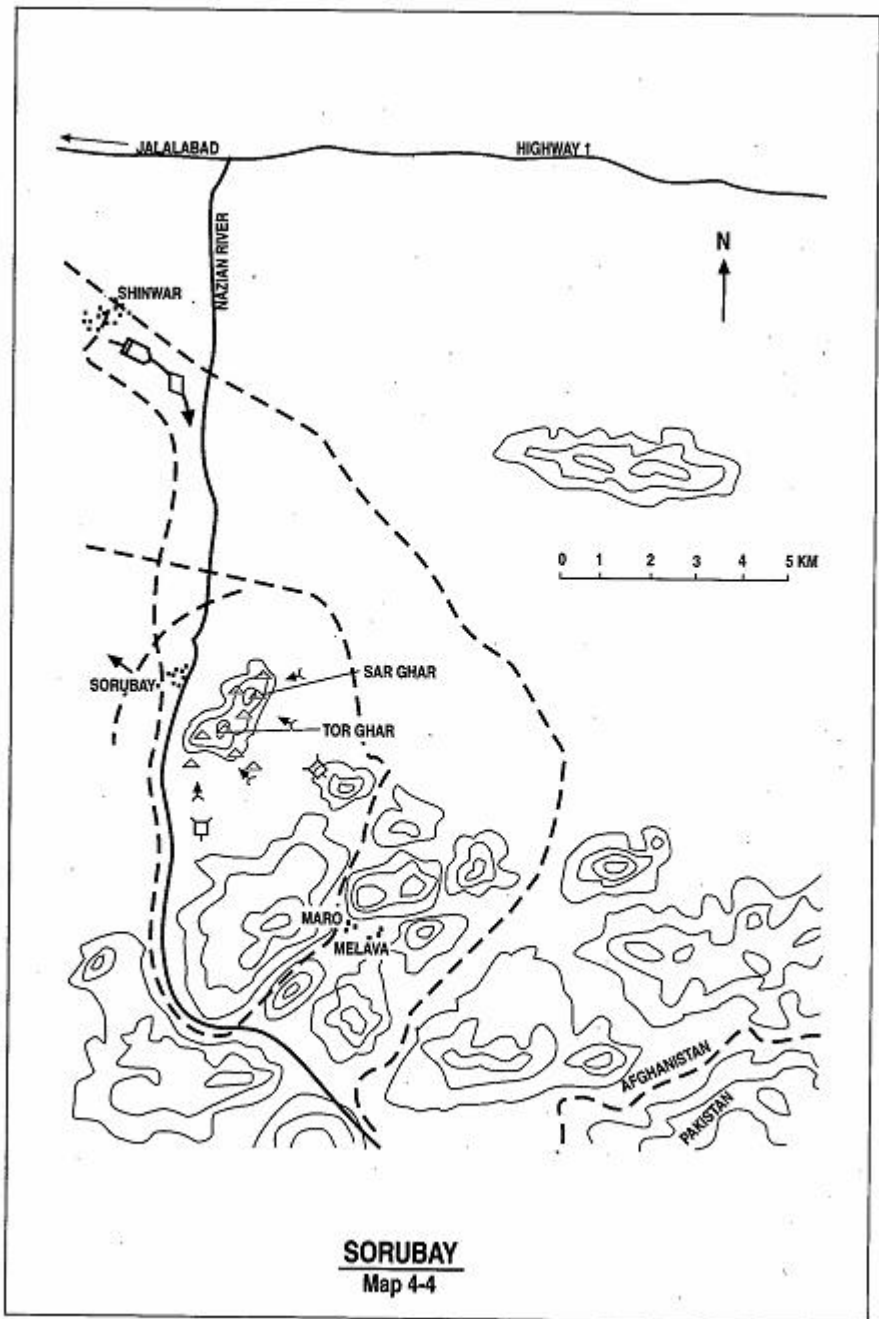 JALALABAD
HIGHWAY 1
NAZIAN RIVER
N
SHINWAR
0 1 2 3 4 5 KM
SAR GHAR
SORUBAY
TOR GHAR
MARO
MELAVA
AFGHANISTAN
PAKISTAN
SORUBAY
Map 4-4